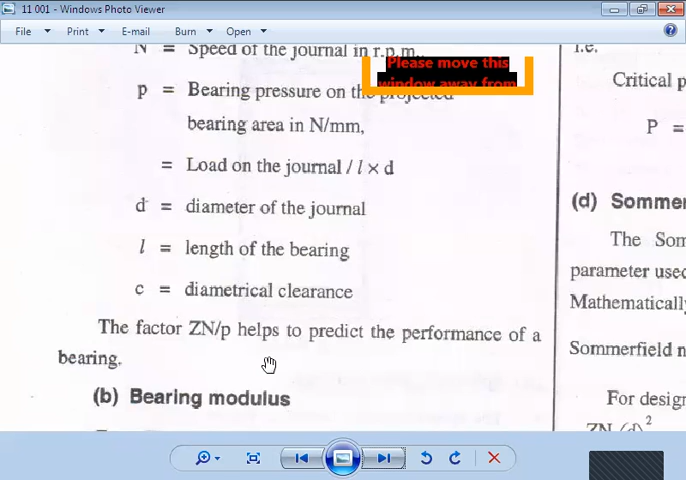 11 001 - Windows Photo Viewer
File Print E-mail Burn Open
N = Speed of the journal in r.p.m.
Please move this
window away from
p = Bearing pressure on the projected
bearing area in N/mm,
= Load on the journal / l × d
d = diameter of the journal
l = length of the bearing
c = diametrical clearance
The factor ZN/p helps to predict the performance of a
bearing.
(b) Bearing modulus
i.e.
Critical p
P =
(d) Sommer
The Som
parameter used
Mathematically
Sommerfield n
For design
ZN (d)²